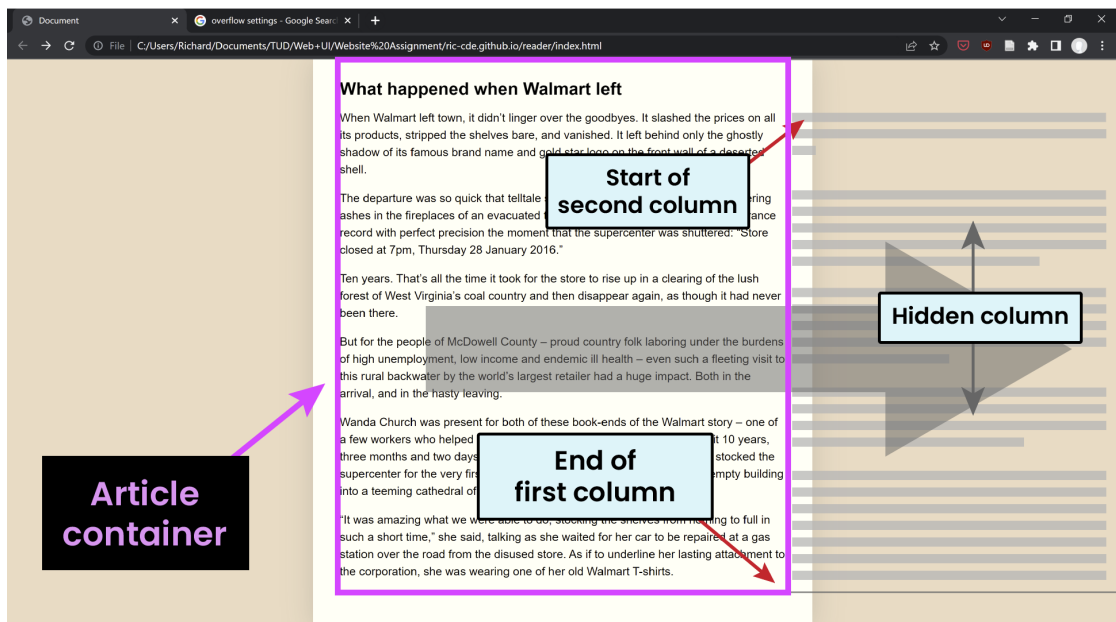 Document
overflow settings - Google Searc
File
C:/Users/Richard/Documents/TUD/Web+UI/Website%20Assignment/ric-cde.github.io/reader/index.html
What happened when Walmart left
When Walmart left town, it didn't linger over the goodbyes. It slashed the prices on all
its products, stripped the shelves bare, and vanished. It left behind only the ghostly
shadow of its famous brand name and gold star logo on the front wall of a deserted
shell.
Start of
second column
The departure was so quick that telltale
ashes in the fireplaces of an evacuated
record with perfect precision the moment that the supercenter was shuttered: "Store
closed at 7pm, Thursday 28 January 2016."
Ten years. That's all the time it took for the store to rise up in a clearing of the lush
forest of West Virginia's coal country and then disappear again, as though it had never
been there.
Hidden column
But for the people of McDowell County – proud country folk laboring under the burdens
of high unemployment, low income and endemic ill health – even such a fleeting visit to
this rural backwater by the world's largest retailer had a huge impact. Both in the
arrival, and in the hasty leaving.
Wanda Church was present for both of these book-ends of the Walmart story – one of
a few workers who helped it 10 years,
three months and two days stocked the
supercenter for the very empty building
into a teeming cathedral of
End of
first column
Article
container
"It was amazing what we were able to do, stocking the shelves from nothing to full in
such a short time," she said, talking as she waited for her car to be repaired at a gas
station over the road from the disused store. As if to underline her lasting attachment to
the corporation, she was wearing one of her old Walmart T-shirts.